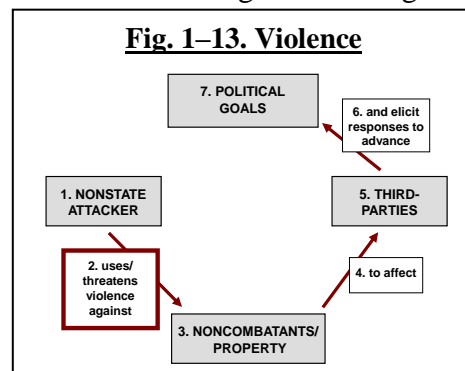 Fig. 1–13. Violence
7. POLITICAL
GOALS
6. and elicit
responses to
advance
1. NONSTATE
ATTACKER
5. THIRD-
PARTIES
2. uses/
threatens
violence
against
4. to affect
3. NONCOMBATANTS/
PROPERTY